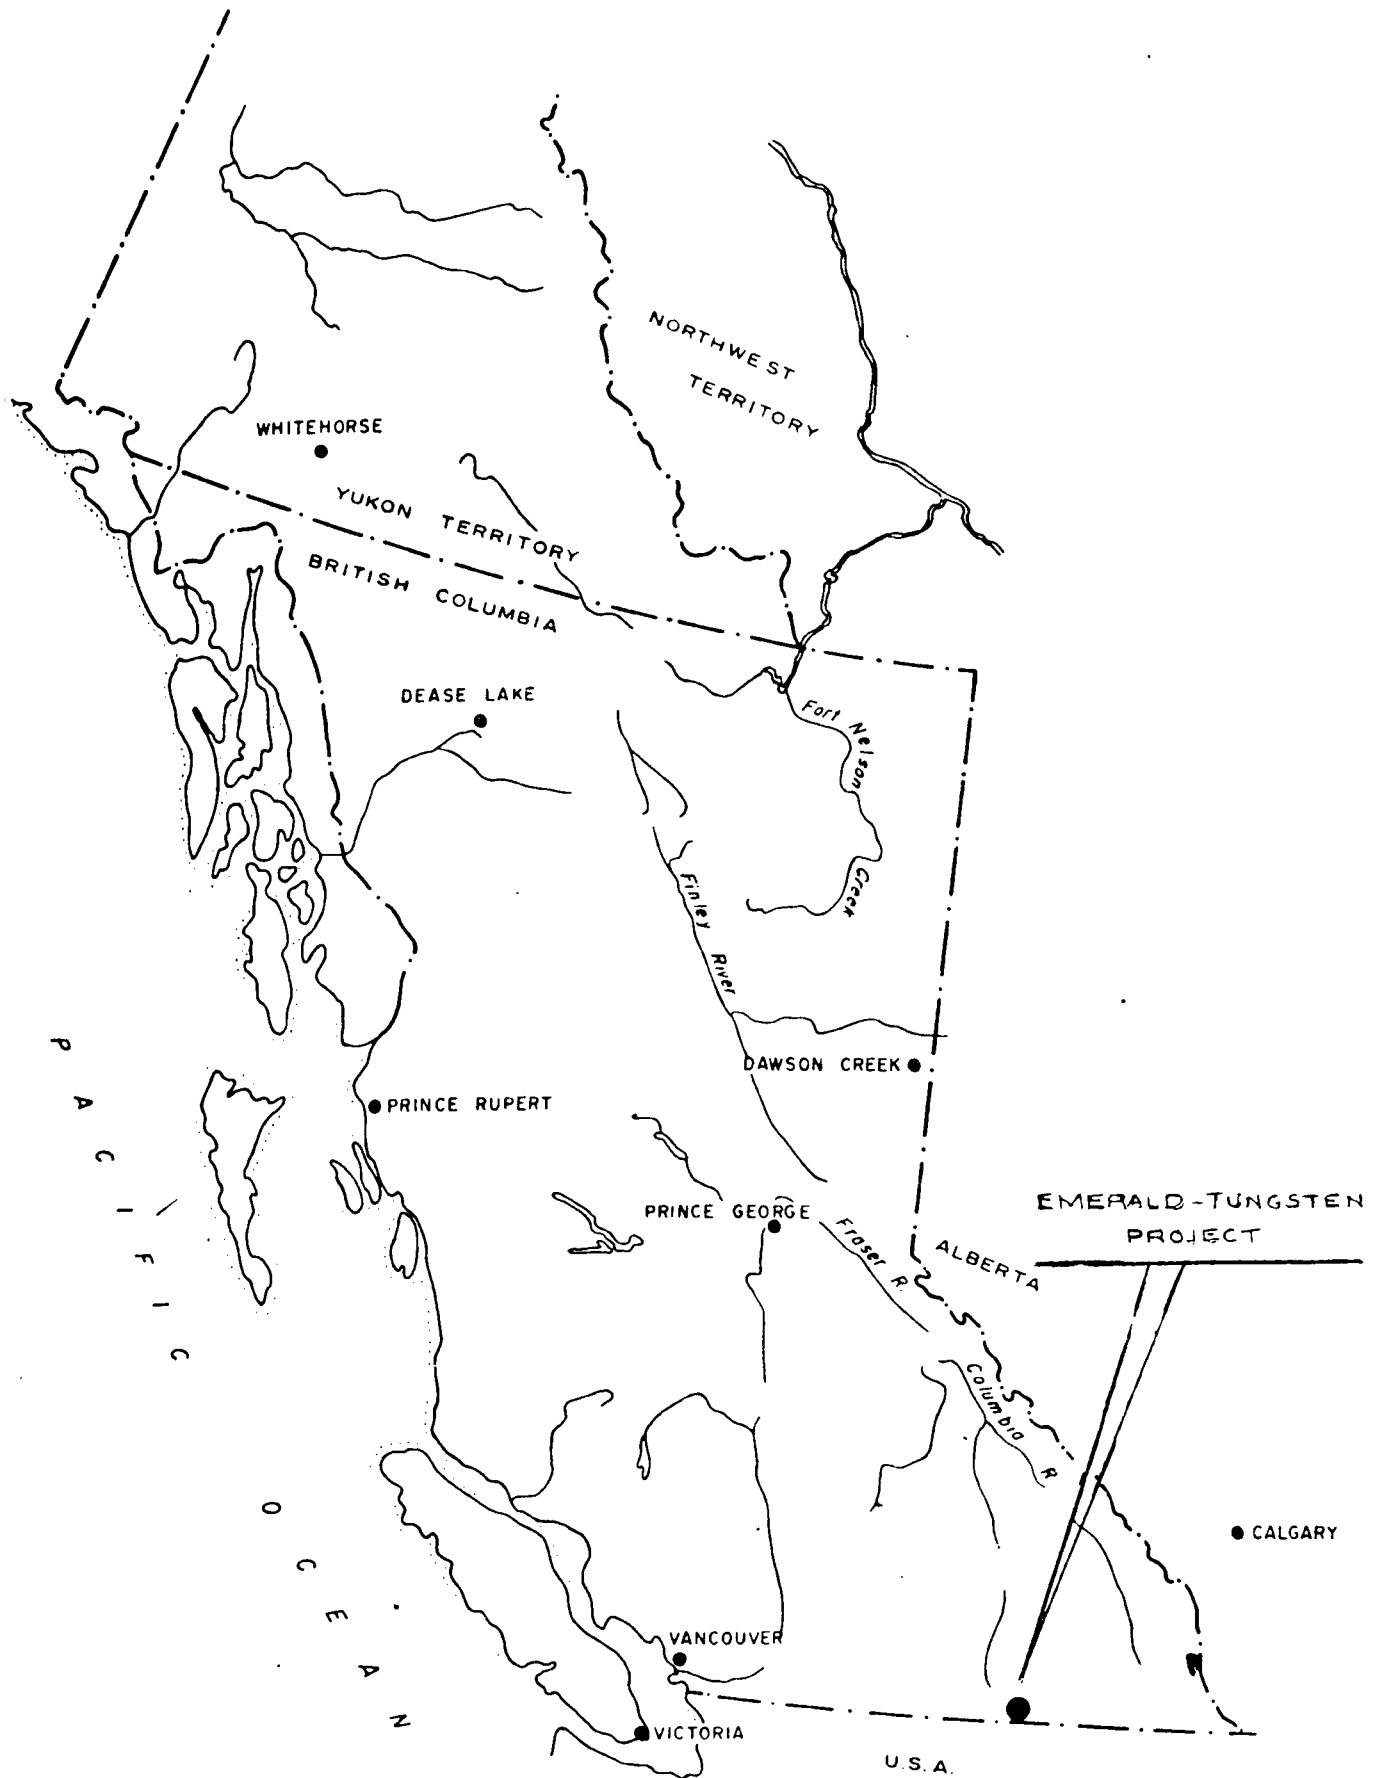 NORTHWEST
TERRITORY
WHITEHORSE
YUKON TERRITORY
BRITISH COLUMBIA
DEASE LAKE
Fort Nelson Creek
Finley River
DAWSON CREEK
PACIFIC OCEAN
PRINCE RUPERT
PRINCE GEORGE
EMERALD-TUNGSTEN
PROJECT
Fraser R.
ALBERTA
Columbia R
CALGARY
VANCOUVER
VICTORIA
U.S.A.